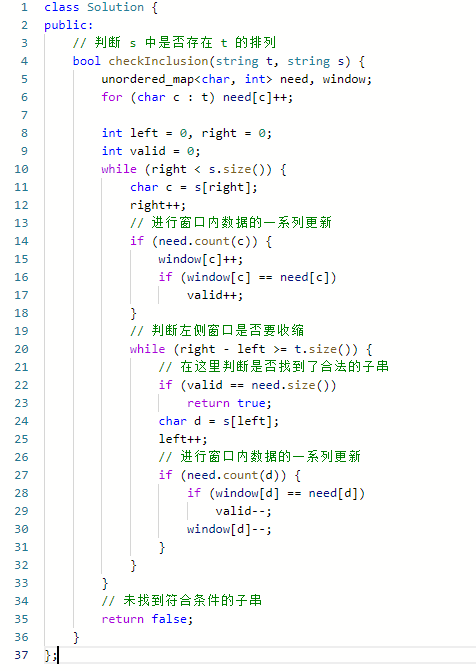 1 class Solution {
2 public:
3 // 判断 s 中是否存在 t 的排列
4 bool checkInclusion(string t, string s) {
5 unordered_map<char, int> need, window;
6 for (char c : t) need[c]++;
7
8 int left = 0, right = 0;
9 int valid = 0;
10 while (right < s.size()) {
11 char c = s[right];
12 right++;
13 // 进行窗口内数据的一系列更新
14 if (need.count(c)) {
15 window[c]++;
16 if (window[c] == need[c])
17 valid++;
18 }
19 // 判断左侧窗口是否要收缩
20 while (right - left >= t.size()) {
21 // 在这里判断是否找到了合法的子串
22 if (valid == need.size())
23 return true;
24 char d = s[left];
25 left++;
26 // 进行窗口内数据的一系列更新
27 if (need.count(d)) {
28 if (window[d] == need[d])
29 valid--;
30 window[d]--;
31 }
32 }
33 }
34 // 未找到符合条件的子串
35 return false;
36 }
37 };